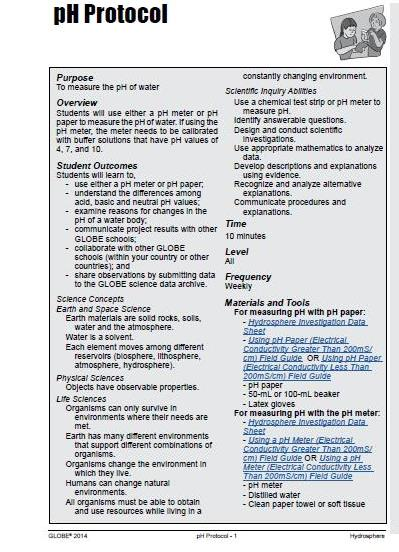 pH Protocol
Purpose
To measure the pH of water
Overview
Students will use either a pH meter or pH
paper to measure the pH of water. If using the
pH meter, the meter needs to be calibrated
with buffer solutions that have pH values of
4, 7, and 10.
Student Outcomes
Students will learn to,
- use either a pH meter or pH paper;
- understand the differences among
acid, basic and neutral pH values;
- examine reasons for changes in the
pH of a water body;
- communicate project results with other
GLOBE schools;
- collaborate with other GLOBE
schools (within your country or other
countries); and
- share observations by submitting data
to the GLOBE science data archive.
Science Concepts
Earth and Space Science
Earth materials are solid rocks, soils,
water and the atmosphere.
Water is a solvent.
Each element moves among different
reservoirs (biosphere, lithosphere,
atmosphere, hydrosphere).
Physical Sciences
Objects have observable properties.
Life Sciences
Organisms can only survive in
environments where their needs are
met.
Earth has many different environments
that support different combinations of
organisms.
Organisms change the environment in
which they live.
Humans can change natural
environments.
All organisms must be able to obtain
and use resources while living in a
constantly changing environment.
Scientific Inquiry Abilities
Use a chemical test strip or pH meter to
measure pH.
Identify answerable questions.
Design and conduct scientific
investigations.
Use appropriate mathematics to analyze
data.
Develop descriptions and explanations
using evidence.
Recognize and analyze alternative
explanations.
Communicate procedures and
explanations.
Time
10 minutes
Level
All
Frequency
Weekly
Materials and Tools
For measuring pH with pH paper:
- Hydrosphere Investigation Data
Sheet
- Using pH Paper (Electrical
Conductivity Greater Than 200mS/
cm) Field Guide OR Using pH Paper
(Electrical Conductivity Less Than
200mS/cm) Field Guide
- pH paper
- 50-mL or 100-mL beaker
- Latex gloves
For measuring pH with the pH meter:
- Hydrosphere Investigation Data
Sheet
- Using a pH Meter (Electrical
Conductivity Greater Than 200mS/
cm) Field Guide OR Using a pH
Meter (Electrical Conductivity Less
Than 200mS/cm) Field Guide
- pH meter
- Distilled water
- Clean paper towel or soft tissue
GLOBE® 2014 pH Protocol - 1 Hydrosphere